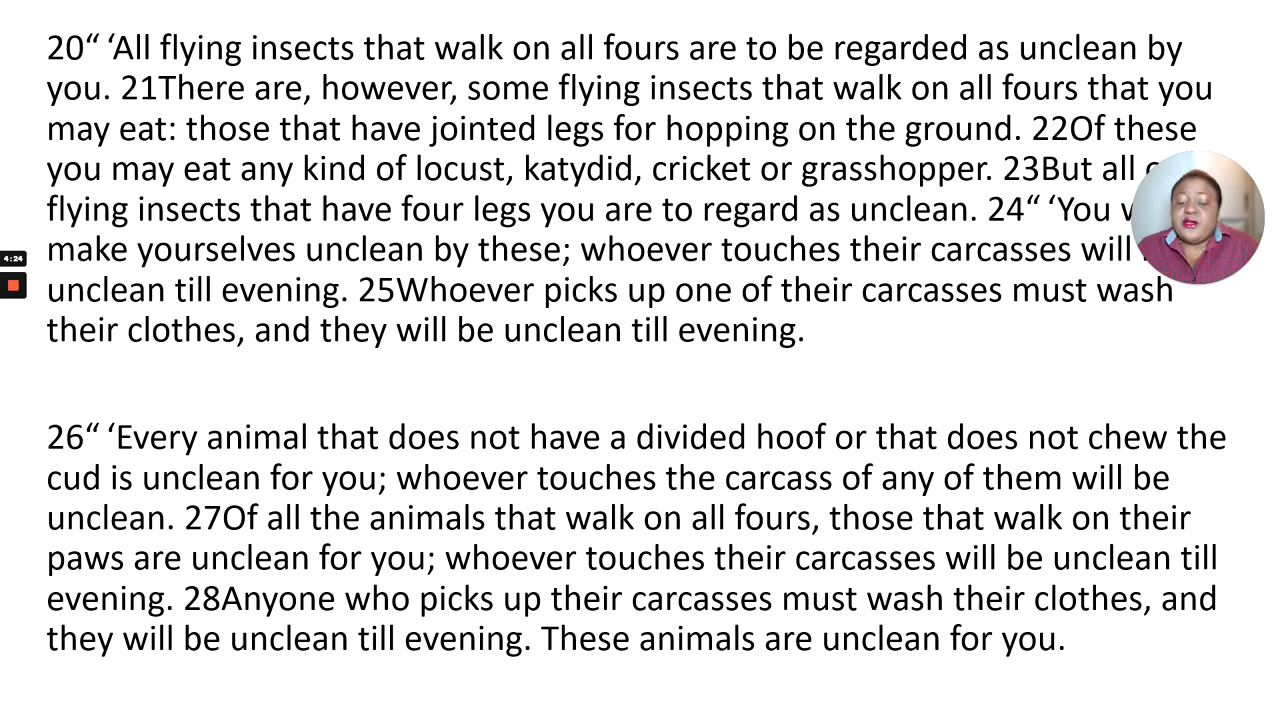 20“ ‘All flying insects that walk on all fours are to be regarded as unclean by
you. 21There are, however, some flying insects that walk on all fours that you
may eat: those that have jointed legs for hopping on the ground. 22Of these
you may eat any kind of locust, katydid, cricket or grasshopper. 23But all
flying insects that have four legs you are to regard as unclean. 24“ ‘You
make yourselves unclean by these; whoever touches their carcasses will
4:24
unclean till evening. 25Whoever picks up one of their carcasses must wash
their clothes, and they will be unclean till evening.
26“ ‘Every animal that does not have a divided hoof or that does not chew the
cud is unclean for you; whoever touches the carcass of any of them will be
unclean. 27Of all the animals that walk on all fours, those that walk on their
paws are unclean for you; whoever touches their carcasses will be unclean till
evening. 28Anyone who picks up their carcasses must wash their clothes, and
they will be unclean till evening. These animals are unclean for you.